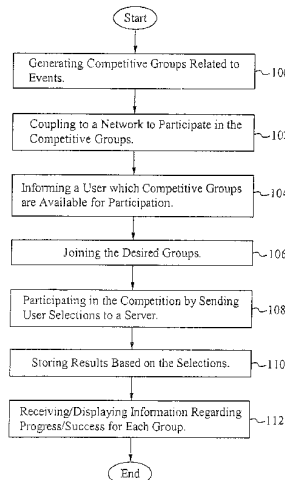 Start
Generating Competitive Groups Related to
Events.
Coupling to a Network to Participate in the
Competitive Groups.
Informing a User which Competitive Groups
are Available for Participation.
104
Joining the Desired Groups.
106
Participating in the Competition by Sending
User Selections to a Server.
108
Storing Results Based on the Selections.
110
Receiving/Displaying Information Regarding
Progress/Success for Each Group.
112
End